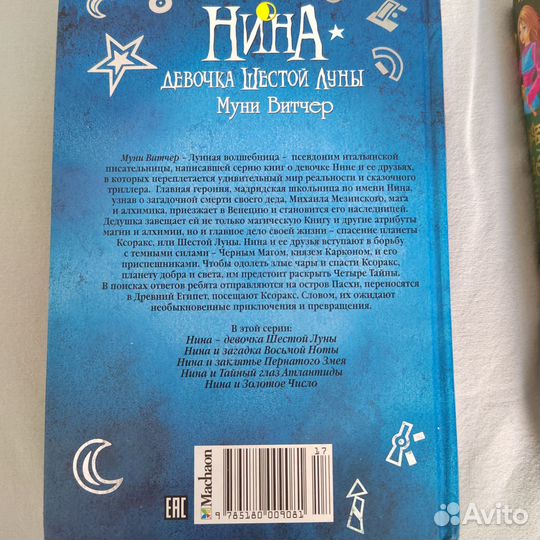 НИНА
ДЕВОЧКА ШЕСТОЙ ЛУНЫ
МУНИ ВИТЧЕР
Муни Витчер – Лунная волшебница – псевдоним итальянской
писательницы, написавшей серию книг о девочке Нине и ее друзьях,
в которых переплетается удивительный мир реальности и сказочного
триллера. Главная героиня, мадридская школьница по имени Нина,
узнав о загадочной смерти своего деда, Михаила Мезинского, мага
и алхимика, приезжает в Венецию и становится его наследницей.
Дедушка завещает ей не только магическую Книгу и другие атрибуты
магии и алхимии, но и главное дело своей жизни – спасение планеты
Ксоракс, или Шестой Луны. Нина и ее друзья вступают в борьбу
с темными силами – Черным Магом, князем Карконом, и его
приспешниками. Чтобы одолеть злые чары и спасти Ксоракс,
планету добра и света, им предстоит раскрыть Четыре Тайны.
В поисках ответов ребята отправляются на остров Пасхи, переносятся
в Древний Египет, посещают Ксоракс. Словом, их ожидают
необыкновенные приключения и превращения.
В этой серии:
Нина – девочка Шестой Луны
Нина и загадка Восьмой Ноты
Нина и заклятье Пернатого Змея
Нина и Тайный глаз Атлантиды
Нина и Золотое Число
EAC
Machaon
17
9 785180 009081
Avito